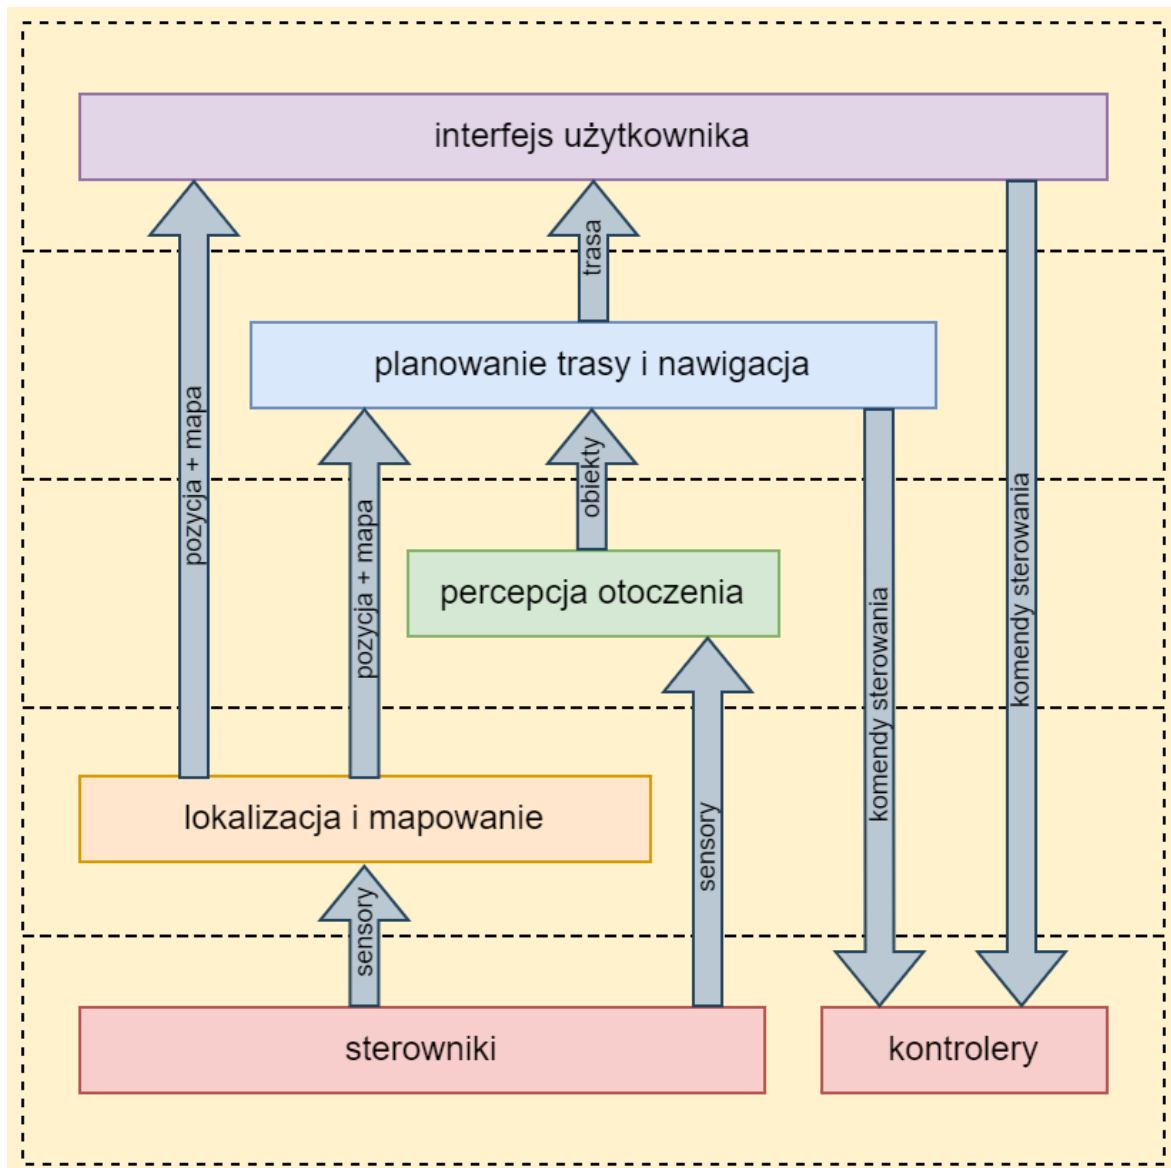 interfejs użytkownika
trasa
planowanie trasy i nawigacja
pozycja + mapa
pozycja + mapa
obiekty
komendy sterowania
komendy sterowania
percepcja otoczenia
lokalizacja i mapowanie
sensory
sensory
sterowniki
kontrolery